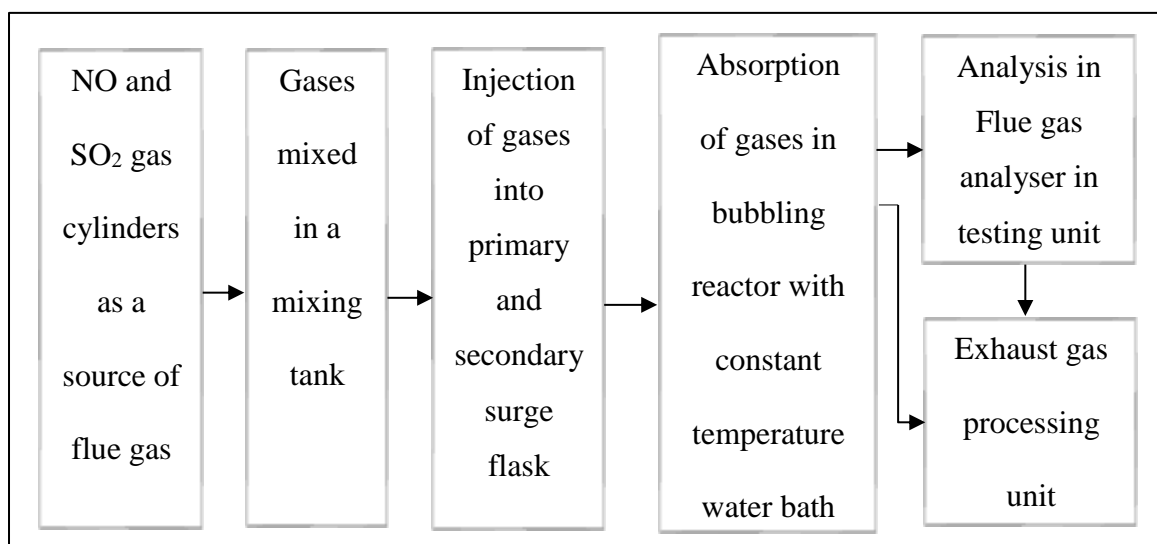 NO and
SO₂ gas
cylinders
as a
source of
flue gas
Gases
mixed
in a
mixing
tank
Injection
of gases
into
primary
and
secondary
surge
flask
Absorption
of gases in
bubbling
reactor with
constant
temperature
water bath
Analysis in
Flue gas
analyser in
testing unit
Exhaust gas
processing
unit